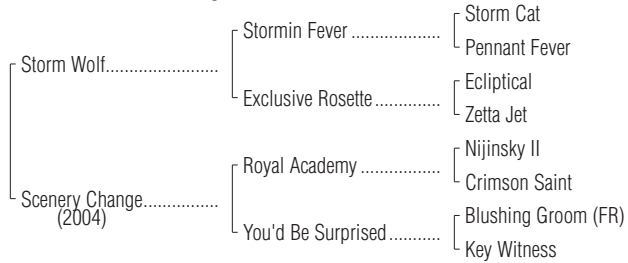 Storm Cat
Stormin Fever ..................
Pennant Fever
Storm Wolf.......................
Ecliptical
Exclusive Rosette.............
Zetta Jet
Nijinsky II
Royal Academy ................
Crimson Saint
Scenery Change...............
(2004)
Blushing Groom (FR)
You'd Be Surprised...........
Key Witness